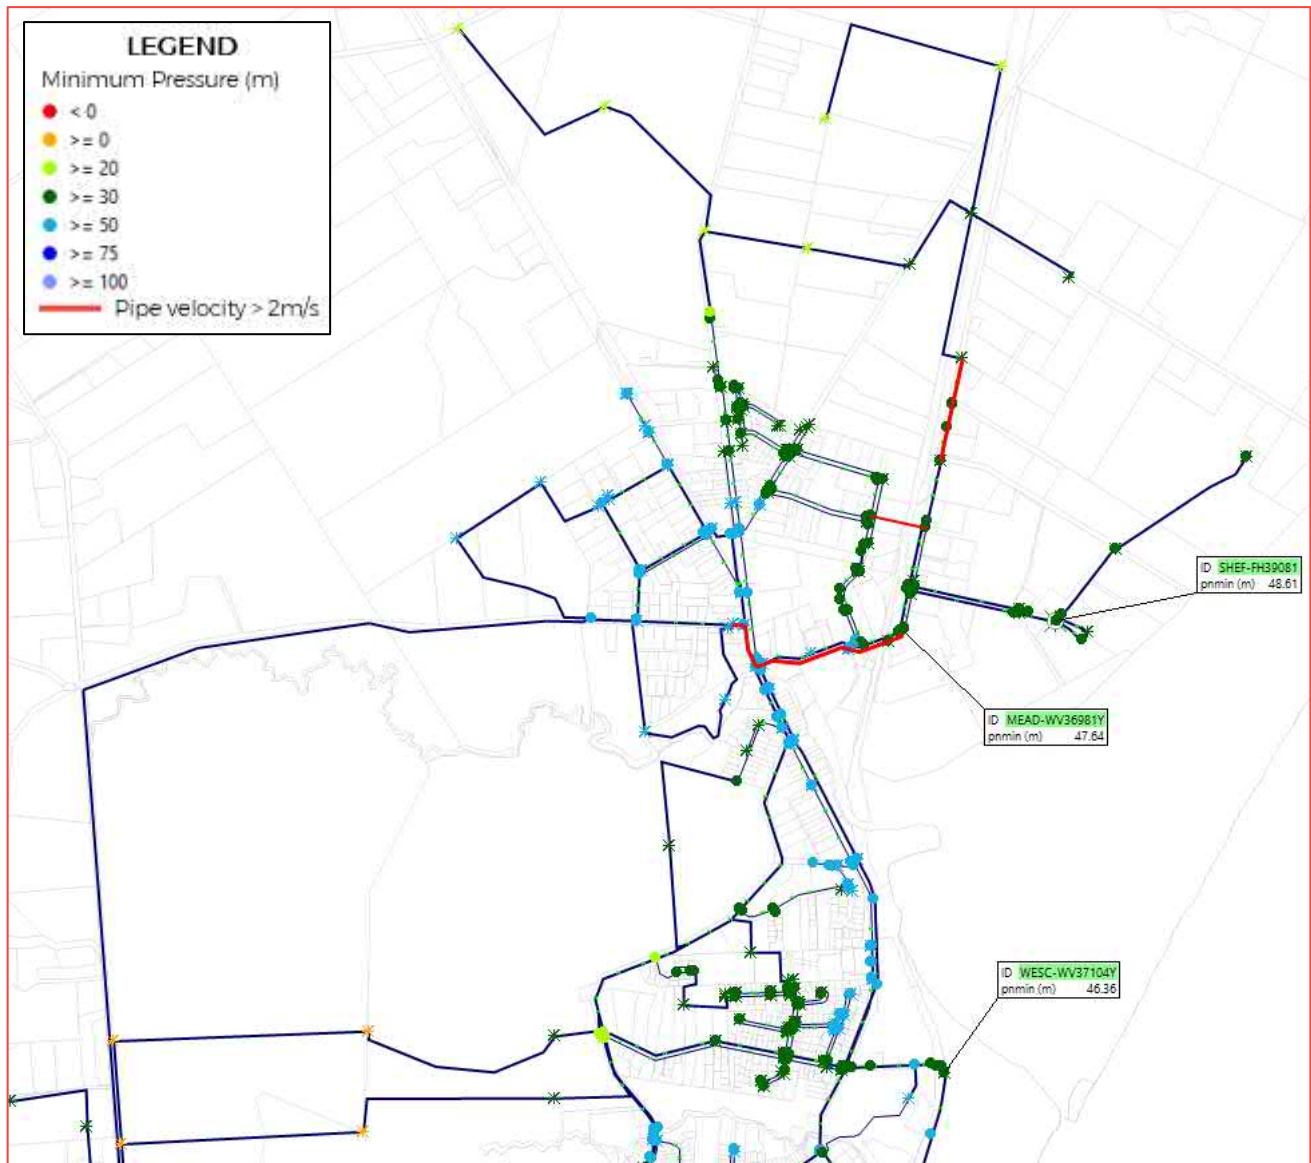 LEGEND
Minimum Pressure (m)
< 0
>= 0
>= 20
>= 30
>= 50
>= 75
>= 100
Pipe velocity > 2m/s
ID SHEF-FH39081
pnmin (m) 48.61
ID MEAD-WV36981Y
pnmin (m) 47.64
ID WESC-WV37104Y
pnmin (m) 46.36